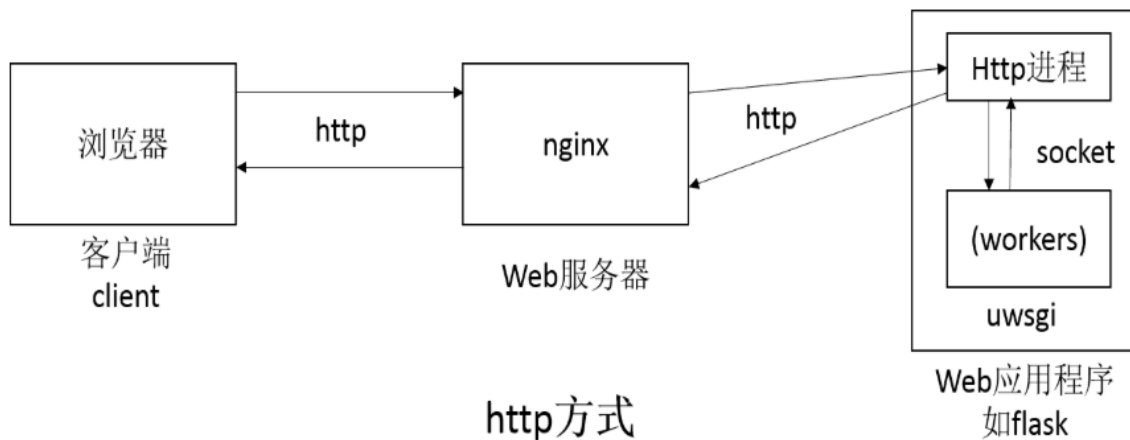 浏览器
客户端
client
http
nginx
Web服务器
http
Http进程
socket
(workers)
uwsgi
Web应用程序
如flask
http方式